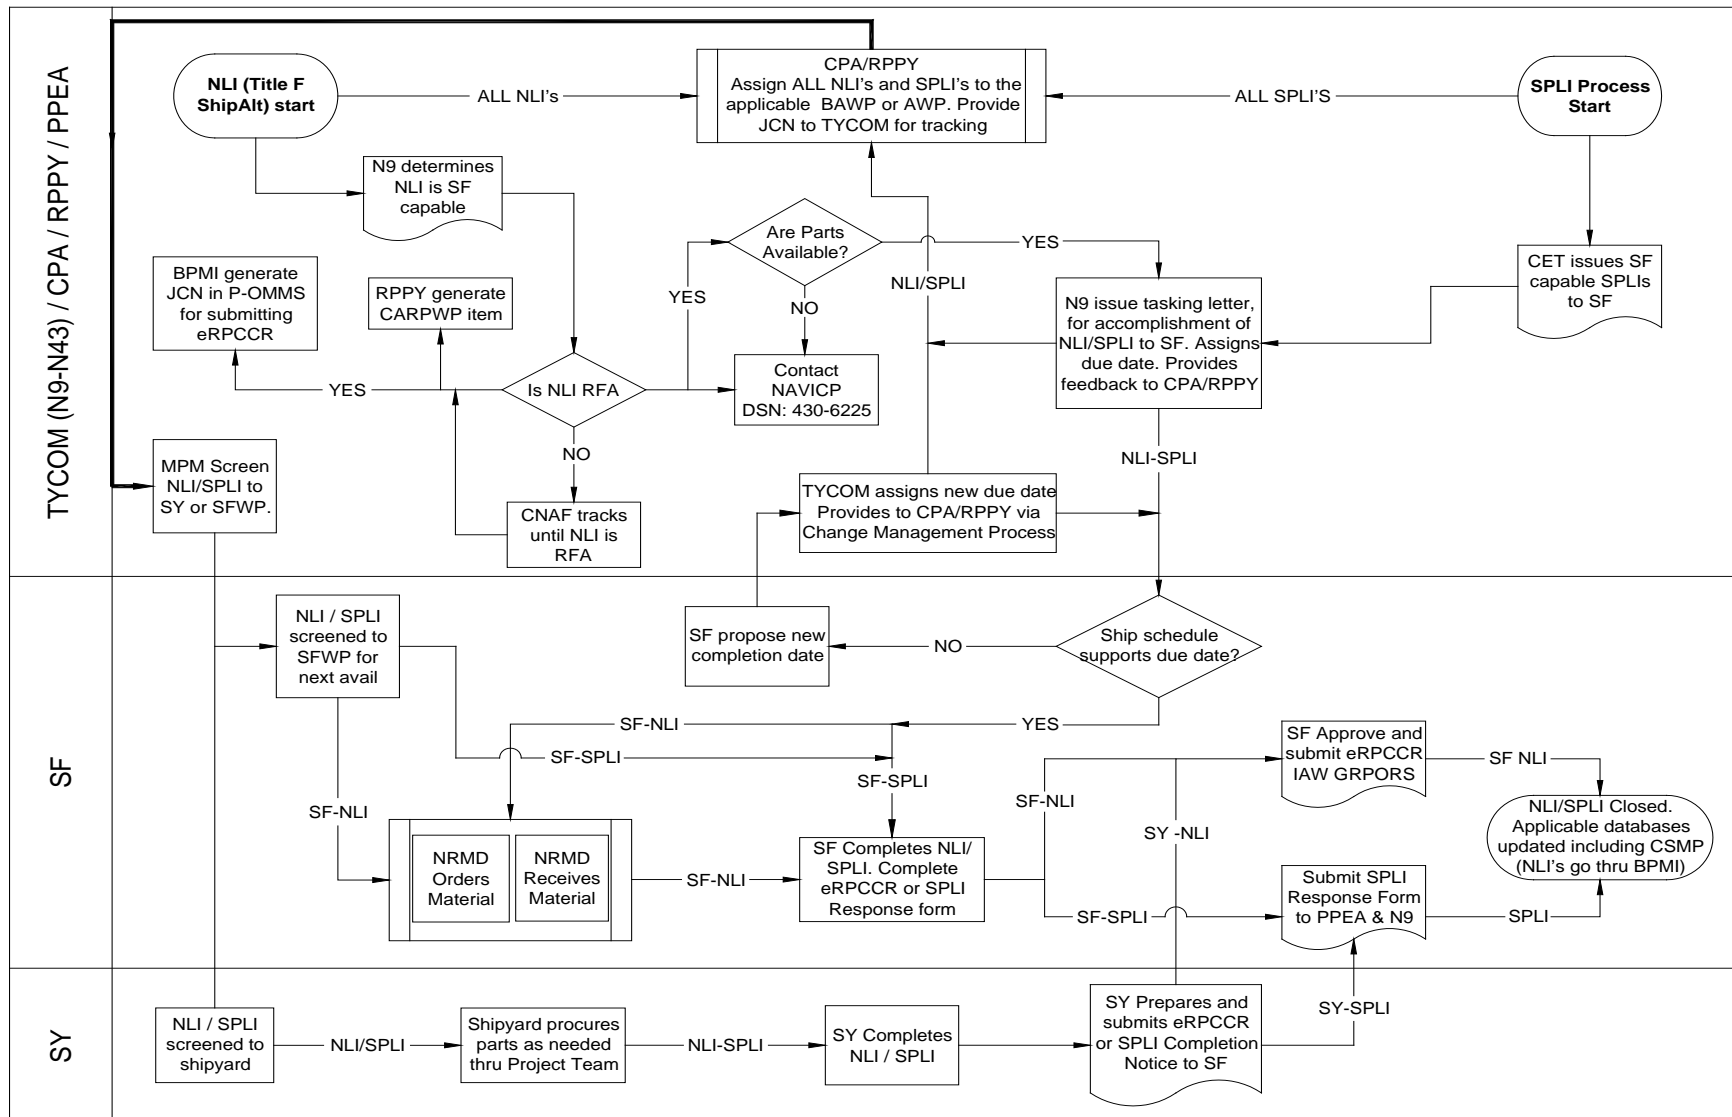 TYCOM (N9-N43) / CPA / RPPY / PPEA
NLI (Title F
ShipAlt) start
ALL NLI's
CPA/RPPY
Assign ALL NLI's and SPLI's to the
applicable BAWP or AWP. Provide
JCN to TYCOM for tracking
ALL SPLI'S
SPLI Process
Start
N9 determines
NLI is SF
capable
Are Parts
Available?
YES
NO
YES
NLI/SPLI
CET issues SF
capable SPLIs
to SF
BPMI generate
JCN in P-OMMS
for submitting
eRPCCR
RPPY generate
CARPWP item
N9 issue tasking letter,
for accomplishment of
NLI/SPLI to SF. Assigns
due date. Provides
feedback to CPA/RPPY
YES
Is NLI RFA
Contact
NAVICP
DSN: 430-6225
NO
NLI-SPLI
MPM Screen
NLI/SPLI to
SY or SFWP.
CNAF tracks
until NLI is
RFA
TYCOM assigns new due date
Provides to CPA/RPPY via
Change Management Process
SF
NLI / SPLI
screened to
SFWP for
next avail
SF propose new
completion date
NO
Ship schedule
supports due date?
YES
SF-NLI
SF-SPLI
SF-SPLI
SF-NLI
NRMD
Orders
Material
NRMD
Receives
Material
SF-NLI
SF Completes NLI/
SPLI. Complete
eRPCCR or SPLI
Response form
SF-NLI
SF-SPLI
SY -NLI
SF Approve and
submit eRPCCR
IAW GRPORS
SF NLI
NLI/SPLI Closed.
Applicable databases
updated including CSMP
(NLI's go thru BPMI)
Submit SPLI
Response Form
to PPEA & N9
SPLI
SY
NLI / SPLI
screened to
shipyard
NLI/SPLI
Shipyard procures
parts as needed
thru Project Team
NLI-SPLI
SY Completes
NLI / SPLI
SY Prepares and
submits eRPCCR
or SPLI Completion
Notice to SF
SY-SPLI